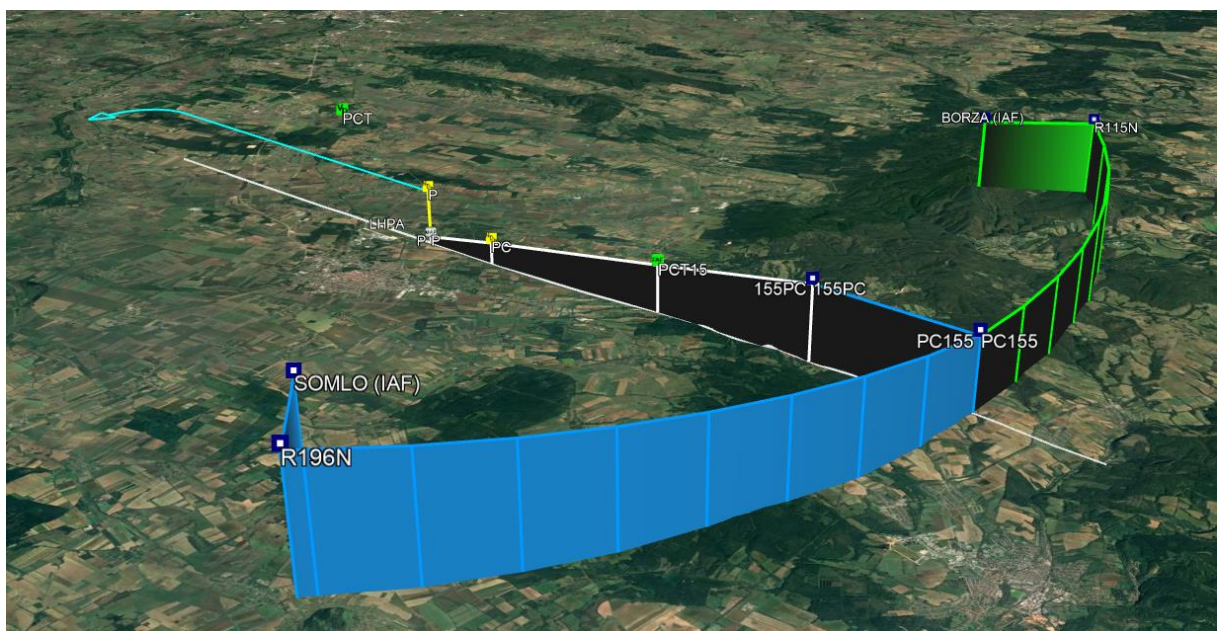 PCT
BORZA (IAF)
R115N
P
LHPA
P P
PC
PCT15
155PC 155PC
PC155 PC155
SOMLO (IAF)
R196N